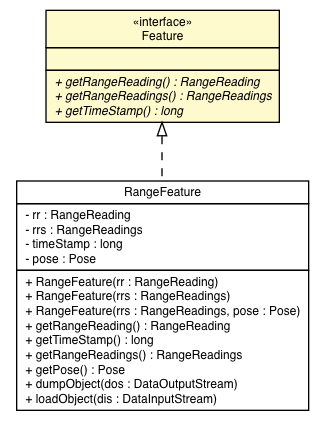 «interface»
Feature
+ getRangeReading() : RangeReading
+ getRangeReadings() : RangeReadings
+ getTimeStamp() : long
RangeFeature
- rr : RangeReading
- rrs : RangeReadings
- timeStamp : long
- pose : Pose
+ RangeFeature(rr : RangeReading)
+ RangeFeature(rrs : RangeReadings)
+ RangeFeature(rrs : RangeReadings, pose : Pose)
+ getRangeReading() : RangeReading
+ getTimeStamp() : long
+ getRangeReadings() : RangeReadings
+ getPose() : Pose
+ dumpObject(dos : DataOutputStream)
+ loadObject(dis : DataInputStream)